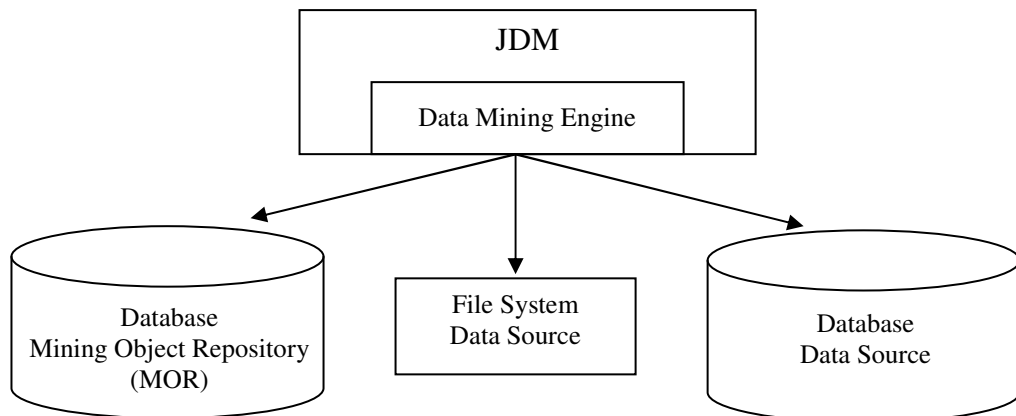 JDM
Data Mining Engine
Database
Mining Object Repository
(MOR)
File System
Data Source
Database
Data Source